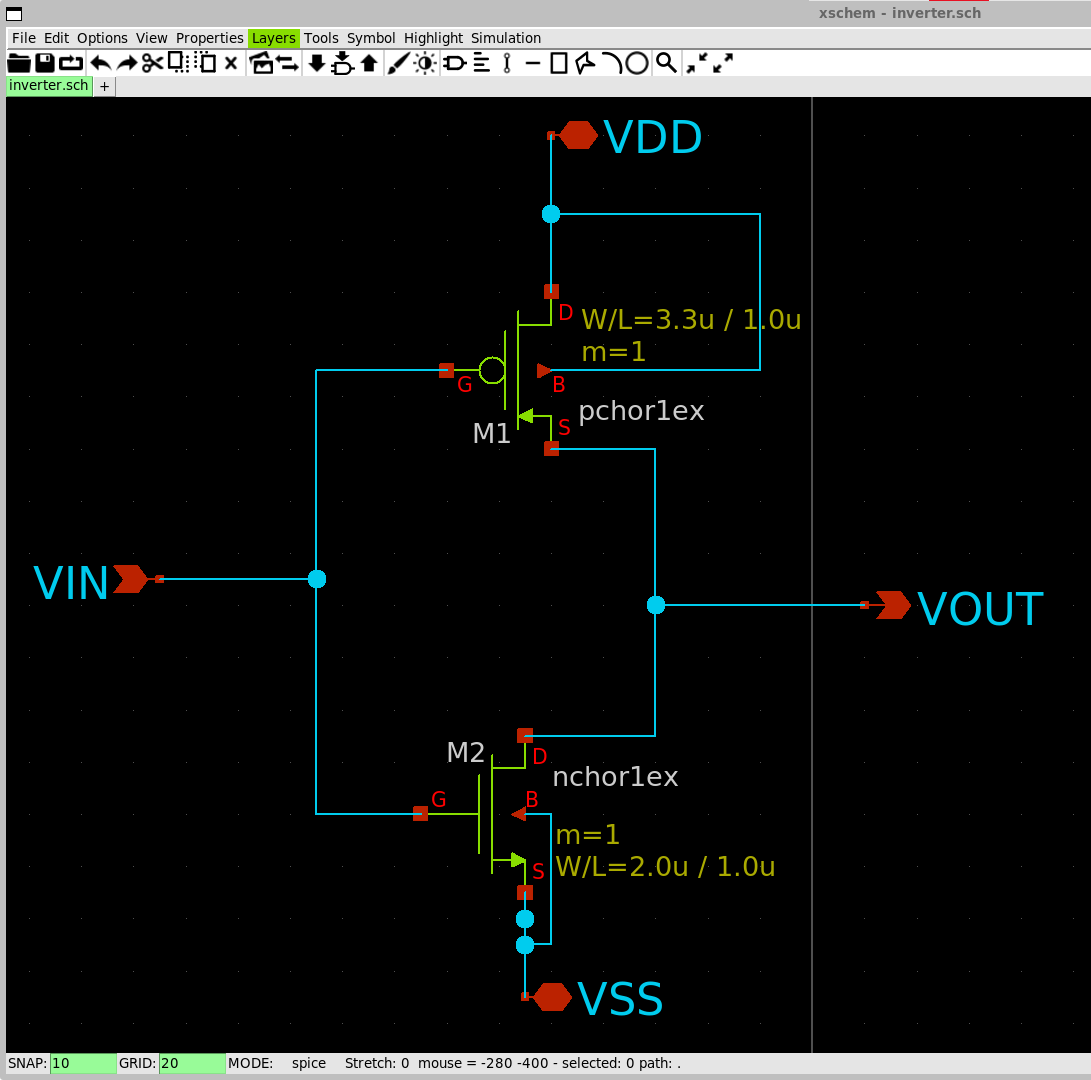 xschem - inverter.sch
File Edit Options View Properties Layers Tools Symbol Highlight Simulation
inverter.sch +
VDD
D
W/L=3.3u / 1.0u
m=1
G
B
pchor1ex
S
M1
VIN
VOUT
M2
D
nchor1ex
G
B
m=1
W/L=2.0u / 1.0u
S
VSS
SNAP: 10 GRID: 20 MODE: spice Stretch: 0 mouse = -280 -400 - selected: 0 path: .